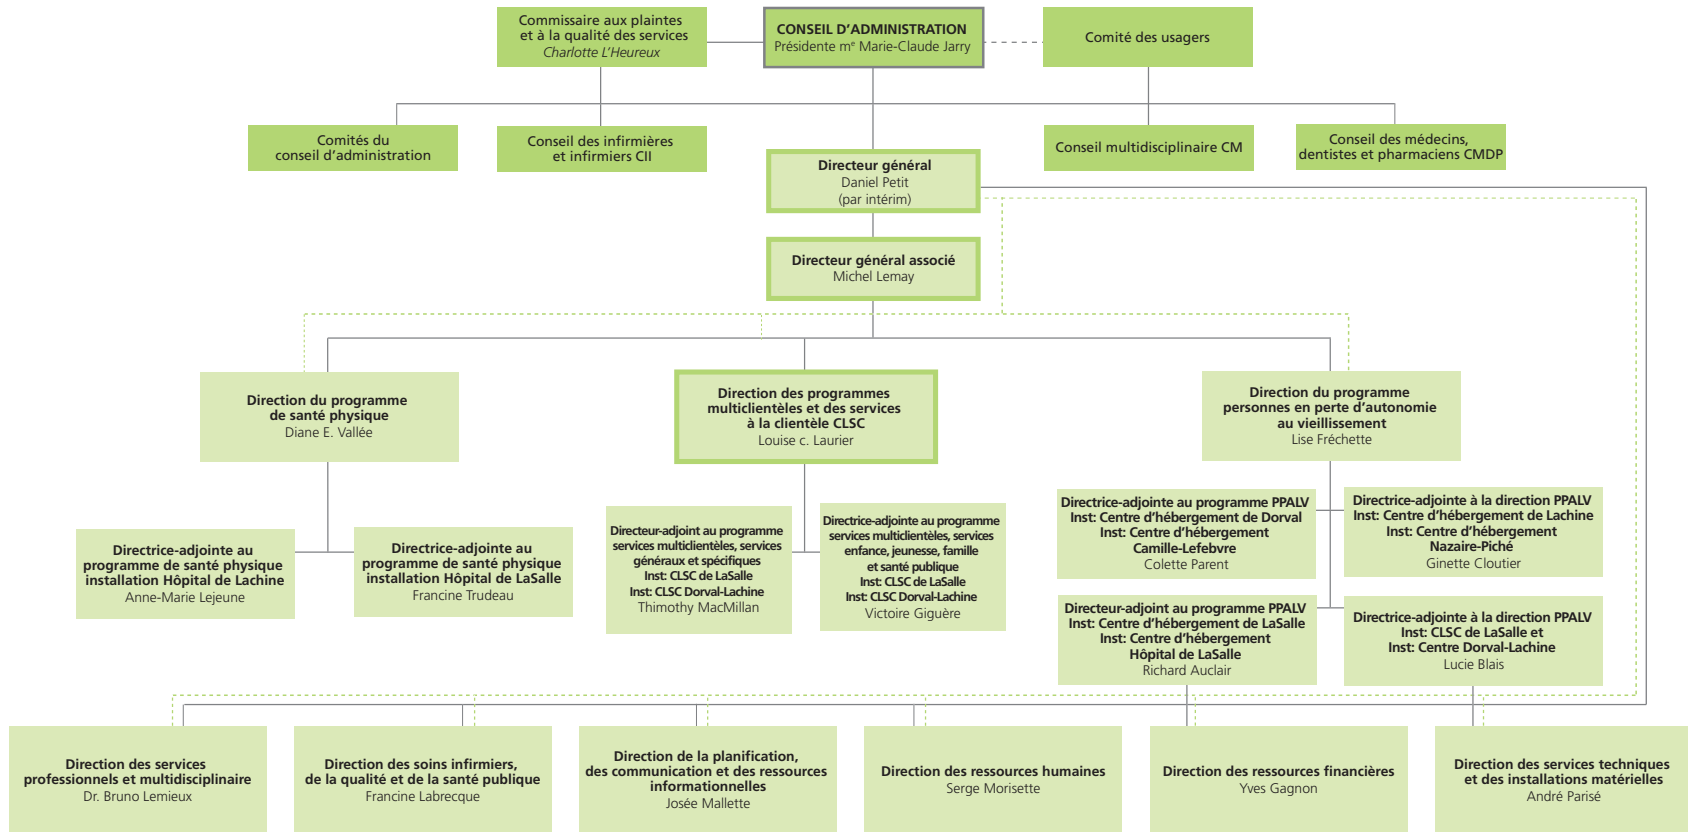 Commissaire aux plaintes
et à la qualité des services
Charlotte L'Heureux
CONSEIL D'ADMINISTRATION
Présidente mᵉ Marie-Claude Jarry
Comité des usagers
Comités du
conseil d'administration
Conseil des infirmières
et infirmiers CII
Conseil multidisciplinaire CM
Conseil des médecins,
dentistes et pharmaciens CMDP
Directeur général
Daniel Petit
(par intérim)
Directeur général associé
Michel Lemay
Direction du programme
de santé physique
Diane E. Vallée
Direction des programmes
multiclientèles et des services
à la clientèle CLSC
Louise c. Laurier
Direction du programme
personnes en perte d'autonomie
au vieillissement
Lise Fréchette
Directrice-adjointe au
programme de santé physique
installation Hôpital de Lachine
Anne-Marie Lejeune
Directrice-adjointe au
programme de santé physique
installation Hôpital de LaSalle
Francine Trudeau
Directeur-adjoint au programme
services multiclientèles, services
généraux et spécifiques
Inst: CLSC de LaSalle
Inst: CLSC Dorval-Lachine
Thimothy MacMillan
Directrice-adjointe au programme
services multiclientèles, services
enfance, jeunesse, famille
et santé publique
Inst: CLSC de LaSalle
Inst: CLSC Dorval-Lachine
Victoire Giguère
Directrice-adjointe au programme PPALV
Inst: Centre d'hébergement de Dorval
Inst: Centre d'hébergement
Camille-Lefebvre
Colette Parent
Directrice-adjointe à la direction PPALV
Inst: Centre d'hébergement de Lachine
Inst: Centre d'hébergement
Nazaire-Piché
Ginette Cloutier
Directeur-adjoint au programme PPALV
Inst: Centre d'hébergement de LaSalle
Inst: Centre d'hébergement
Hôpital de LaSalle
Richard Auclair
Directrice-adjointe à la direction PPALV
Inst: CLSC de LaSalle et
Inst: Centre Dorval-Lachine
Lucie Blais
Direction des services
professionnels et multidisciplinaire
Dr. Bruno Lemieux
Direction des soins infirmiers,
de la qualité et de la santé publique
Francine Labrecque
Direction de la planification,
des communication et des ressources
informationnelles
Josée Mallette
Direction des ressources humaines
Serge Morisette
Direction des ressources financières
Yves Gagnon
Direction des services techniques
et des installations matérielles
André Parisé